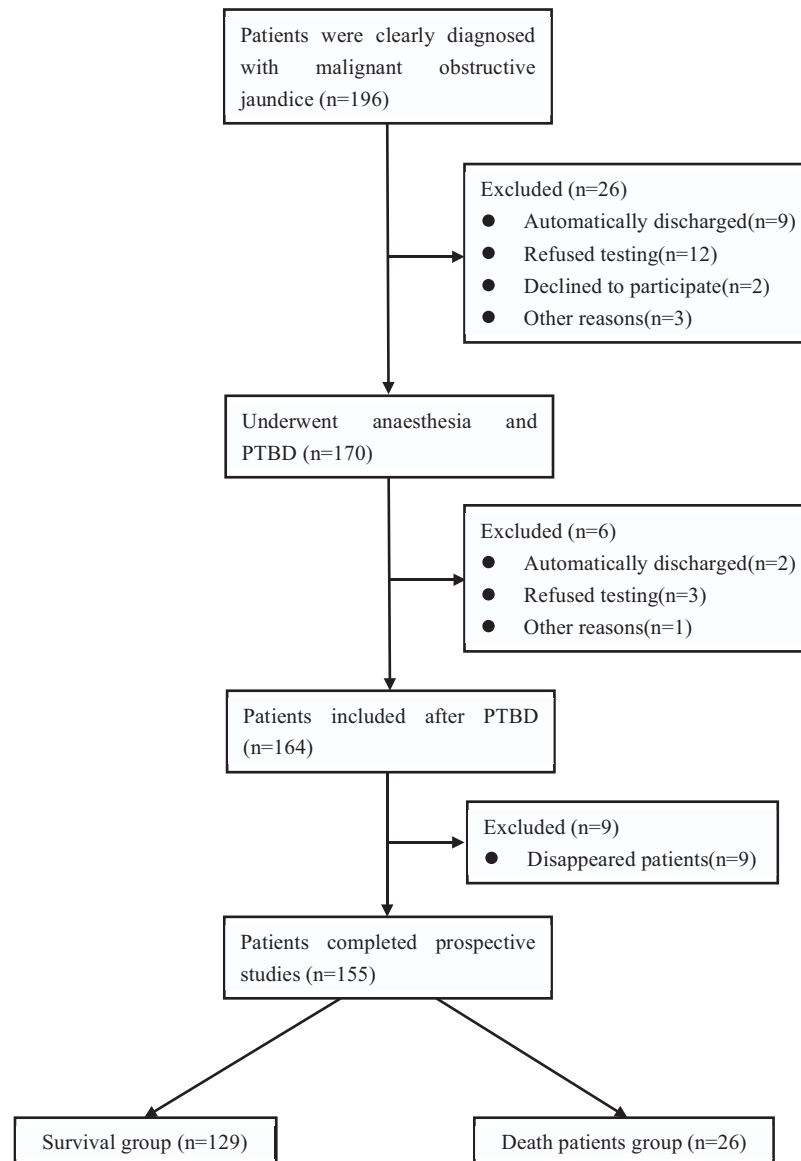 Patients were clearly diagnosed
with malignant obstructive
jaundice (n=196)
Excluded (n=26)
● Automatically discharged(n=9)
● Refused testing(n=12)
● Declined to participate(n=2)
● Other reasons(n=3)
Underwent anaesthesia and
PTBD (n=170)
Excluded (n=6)
● Automatically discharged(n=2)
● Refused testing(n=3)
● Other reasons(n=1)
Patients included after PTBD
(n=164)
Excluded (n=9)
● Disappeared patients(n=9)
Patients completed prospective
studies (n=155)
Survival group (n=129)
Death patients group (n=26)